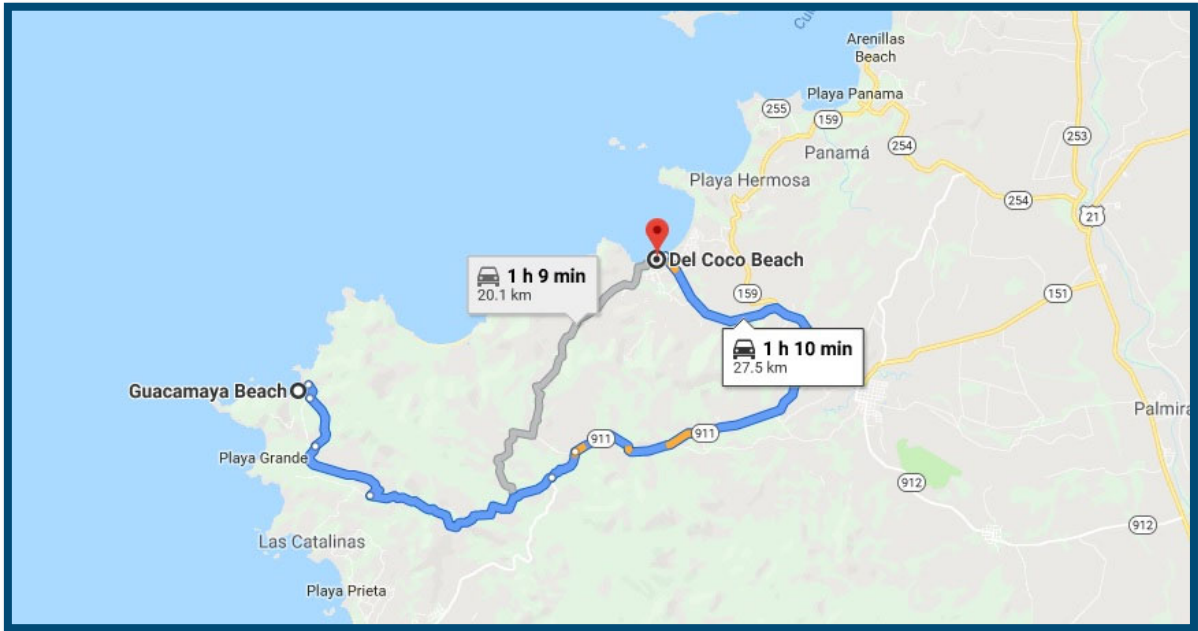 Cu
Arenillas
Beach
Playa Panama
255
159
253
Panamá
254
Playa Hermosa
254
21
Del Coco Beach
1 h 9 min
20.1 km
159
151
1 h 10 min
27.5 km
Guacamaya Beach
Palmira
911
911
Playa Grande
912
912
Las Catalinas
Playa Prieta